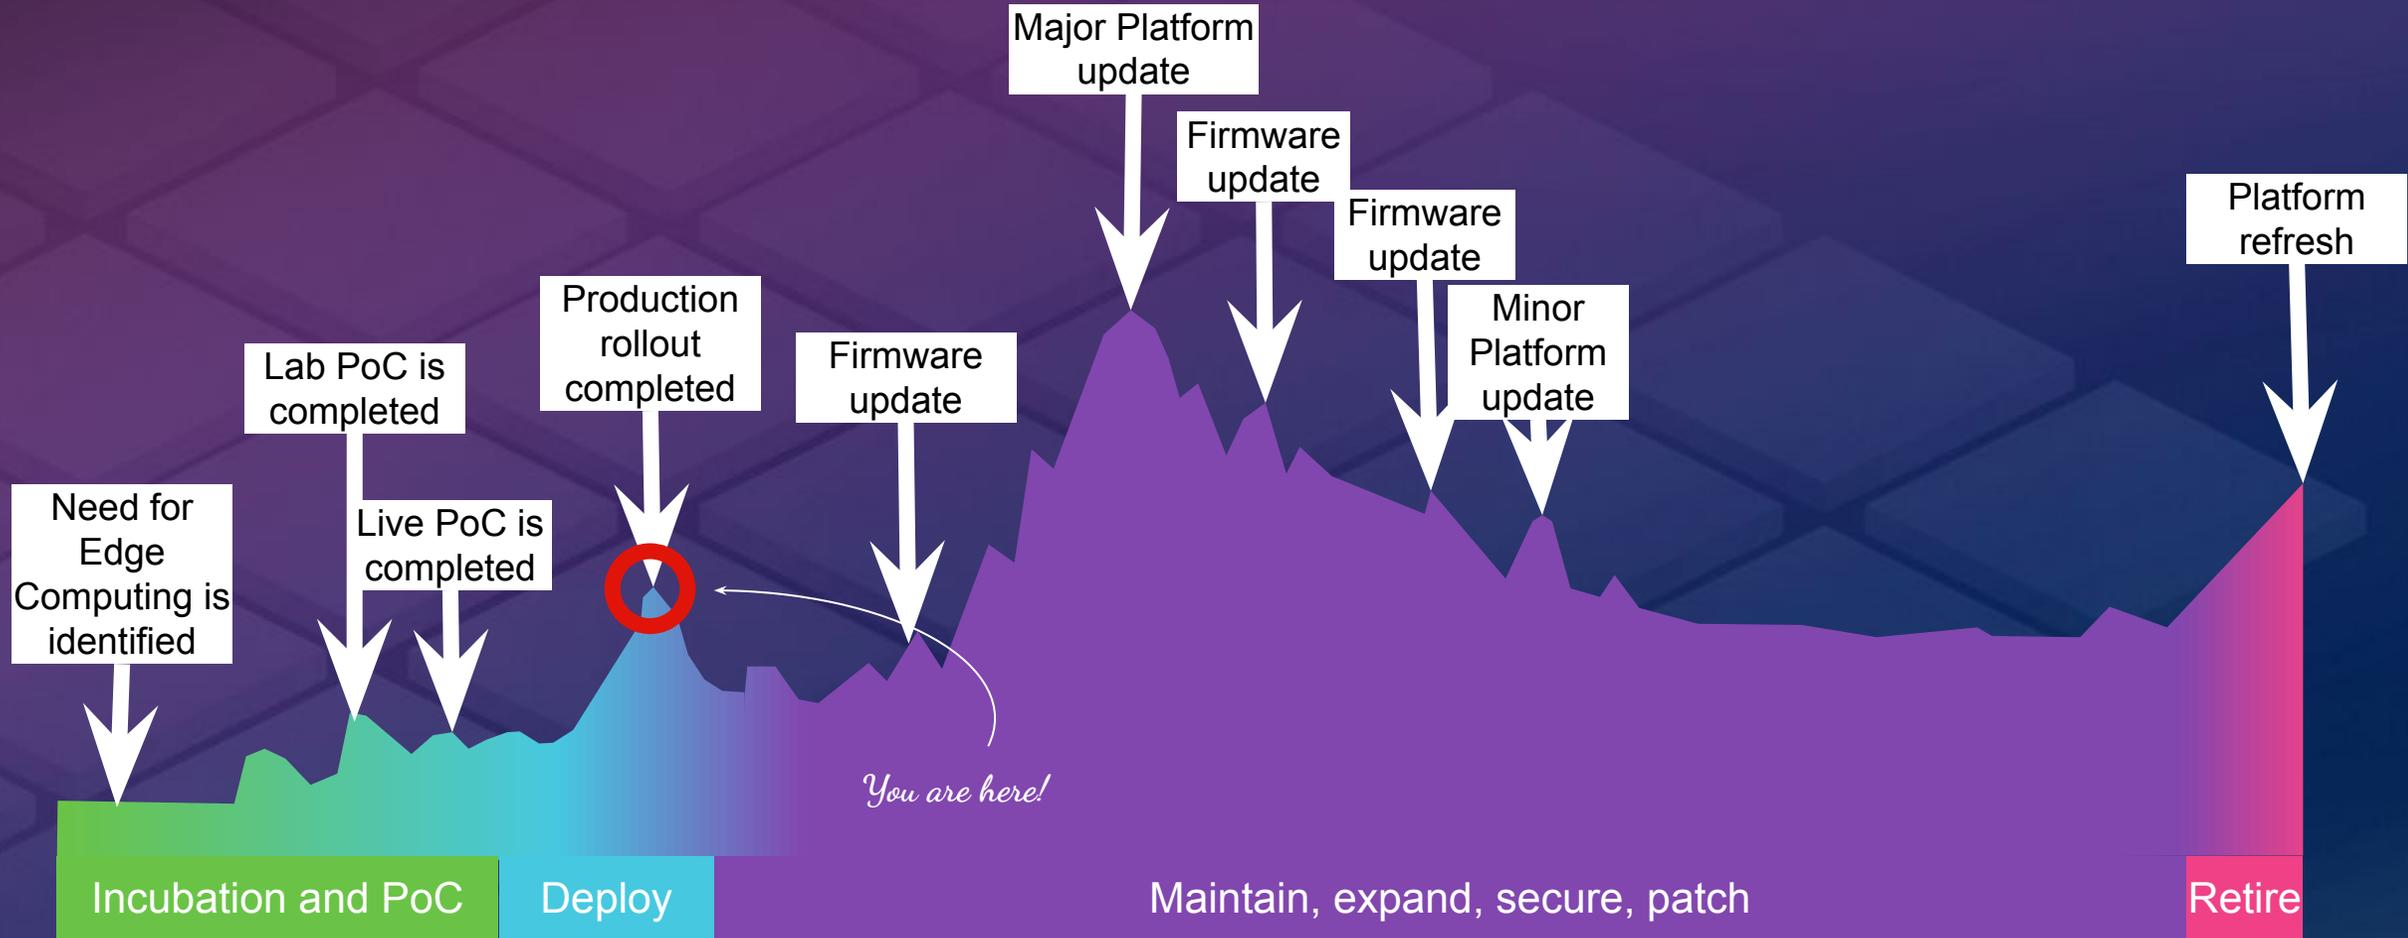 Major Platform
update
Firmware
update
Firmware
update
Platform
refresh
Minor
Platform
update
Production
rollout
completed
Firmware
update
Lab PoC is
completed
Need for
Edge
Computing is
identified
Live PoC is
completed
You are here!
Incubation and PoC
Deploy
Maintain, expand, secure, patch
Retire